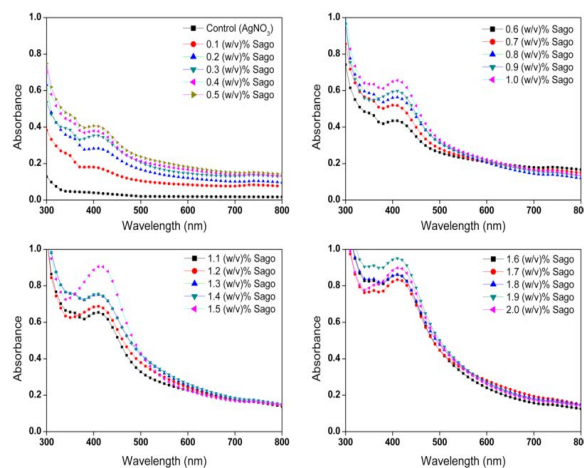 Control (AgNO3)
0.1 (w/v)% Sago
0.2 (w/v)% Sago
0.3 (w/v)% Sago
0.4 (w/v)% Sago
0.5 (w/v)% Sago
Absorbance
1.0
0.8
0.6
0.4
0.2
0.0
300 400 500 600 700 800
Wavelength (nm)
0.6 (w/v)% Sago
0.7 (w/v)% Sago
0.8 (w/v)% Sago
0.9 (w/v)% Sago
1.0 (w/v)% Sago
Absorbance
1.0
0.8
0.6
0.4
0.2
0.0
300 400 500 600 700 800
Wavelength (nm)
1.1 (w/v)% Sago
1.2 (w/v)% Sago
1.3 (w/v)% Sago
1.4 (w/v)% Sago
1.5 (w/v)% Sago
Absorbance
1.0
0.8
0.6
0.4
0.2
0.0
300 400 500 600 700 800
Wavelength (nm)
1.6 (w/v)% Sago
1.7 (w/v)% Sago
1.8 (w/v)% Sago
1.9 (w/v)% Sago
2.0 (w/v)% Sago
Absorbance
1.0
0.8
0.6
0.4
0.2
0.0
300 400 500 600 700 800
Wavelength (nm)